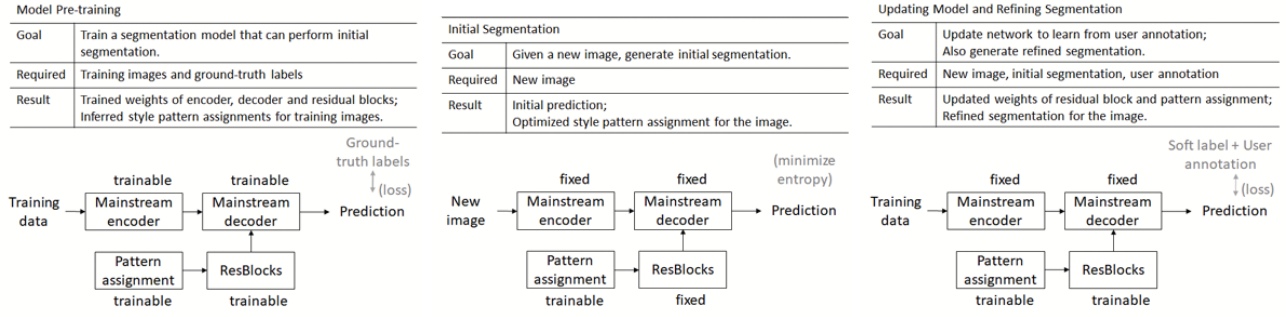 Model Pre-training
Goal Train a segmentation model that can perform initial
segmentation.
Required Training images and ground-truth labels
Result Trained weights of encoder, decoder and residual blocks;
Inferred style pattern assignments for training images.
Ground-
truth labels
(loss)
trainable trainable
Training
data
Mainstream
encoder
Mainstream
decoder
Prediction
Pattern
assignment
ResBlocks
trainable trainable
Initial Segmentation
Goal Given a new image, generate initial segmentation.
Required New image
Result Initial prediction;
Optimized style pattern assignment for the image.
(minimize
entropy)
fixed fixed
New
image
Mainstream
encoder
Mainstream
decoder
Prediction
Pattern
assignment
ResBlocks
trainable fixed
Updating Model and Refining Segmentation
Goal Update network to learn from user annotation;
Also generate refined segmentation.
Required New image, initial segmentation, user annotation
Result Updated weights of residual block and pattern assignment;
Refined segmentation for the image.
Soft label + User
annotation
(loss)
fixed fixed
Training
data
Mainstream
encoder
Mainstream
decoder
Prediction
Pattern
assignment
ResBlocks
trainable trainable